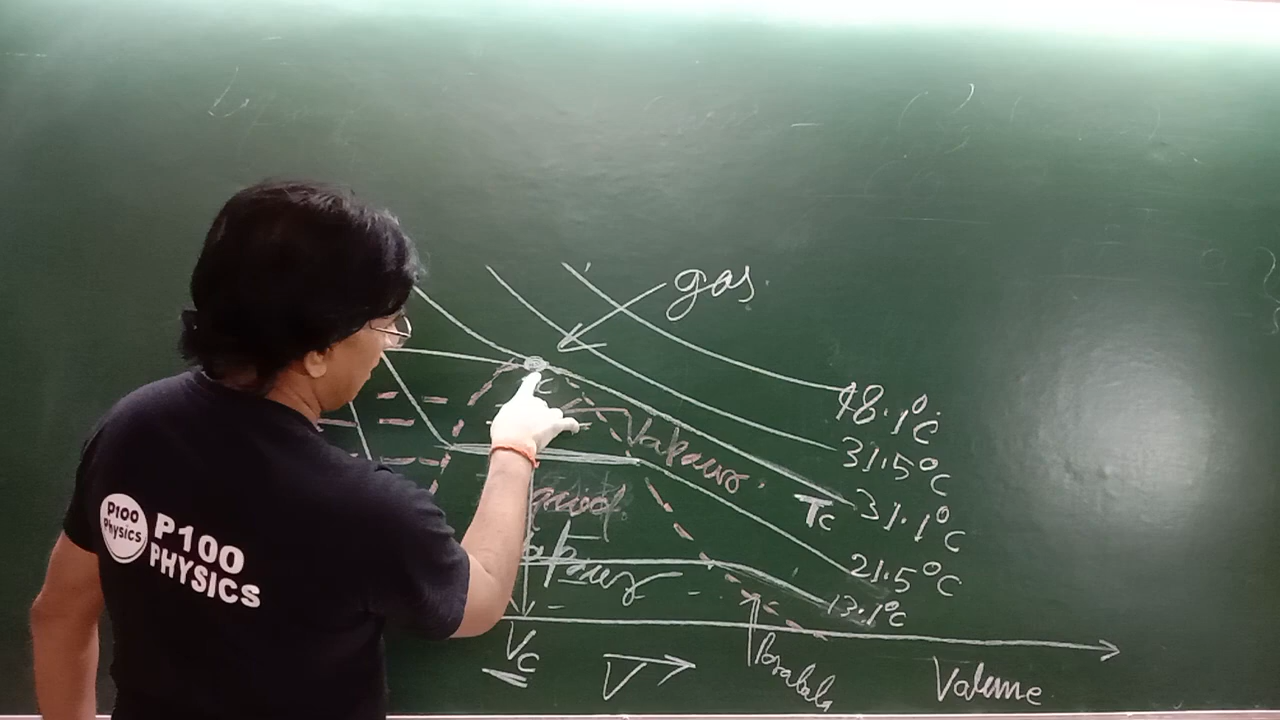 gas
48.1°C
31.5°C
Tc 31.1°C
21.5°C
13.1°C
C
Vapour
Vc
V
Volume
P100
Physics
P100
PHYSICS